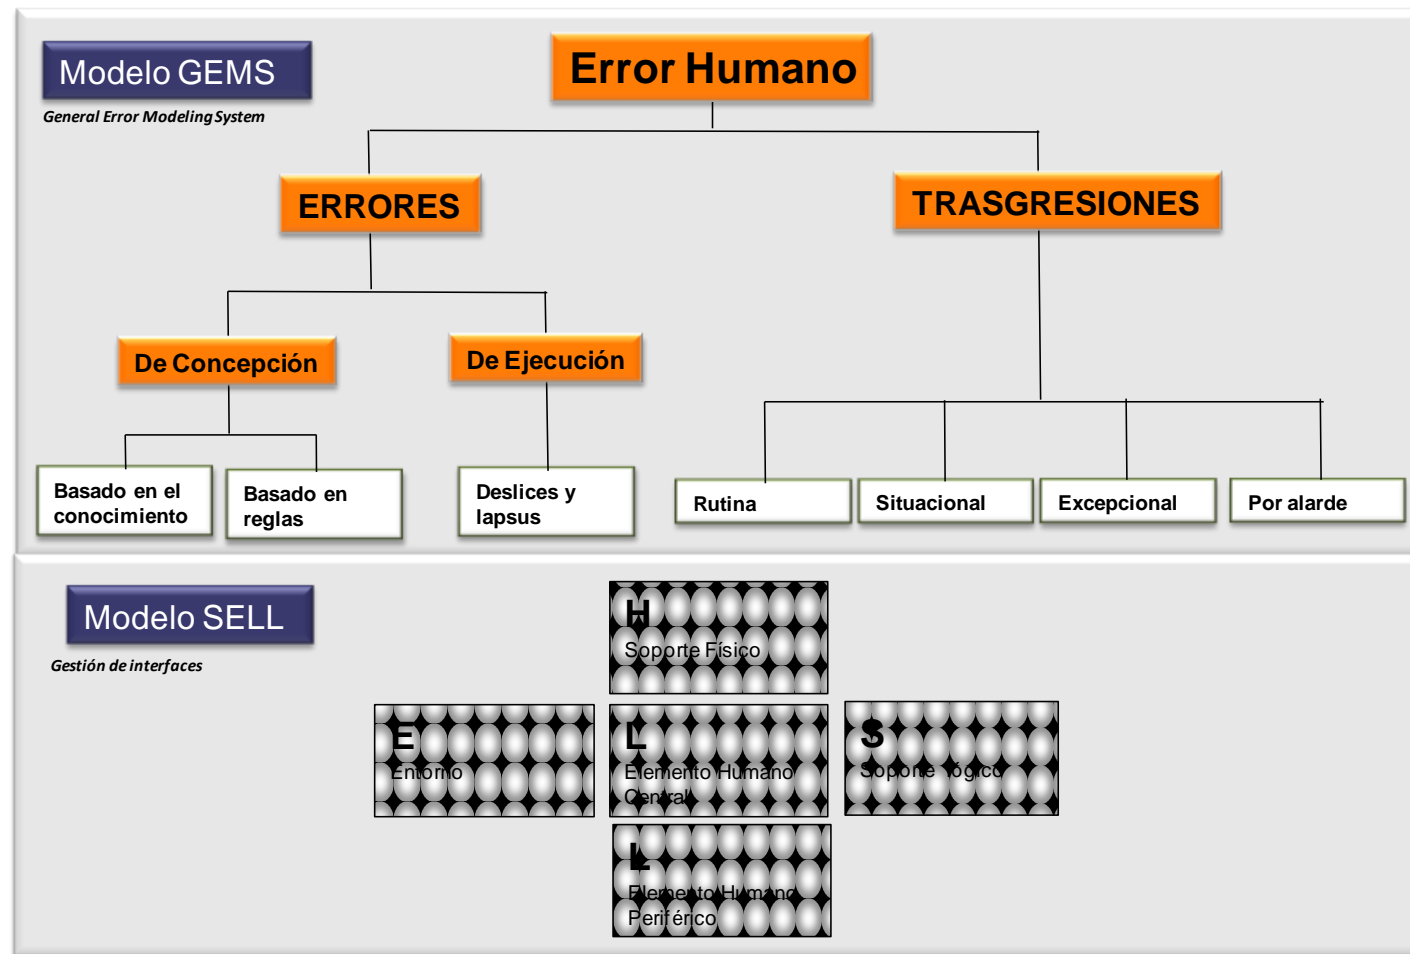 Modelo GEMS
General Error Modeling System
Error Humano
ERRORES
TRASGRESIONES
De Concepción
De Ejecución
Basado en el
conocimiento
Basado en
reglas
Deslices y
lapsus
Rutina
Situacional
Excepcional
Por alarde
Modelo SELL
Gestión de interfaces
H
Soporte Físico
E
Entorno
L
Elemento Humano
Central
S
Soporte lógico
L
Elemento Humano
Periférico